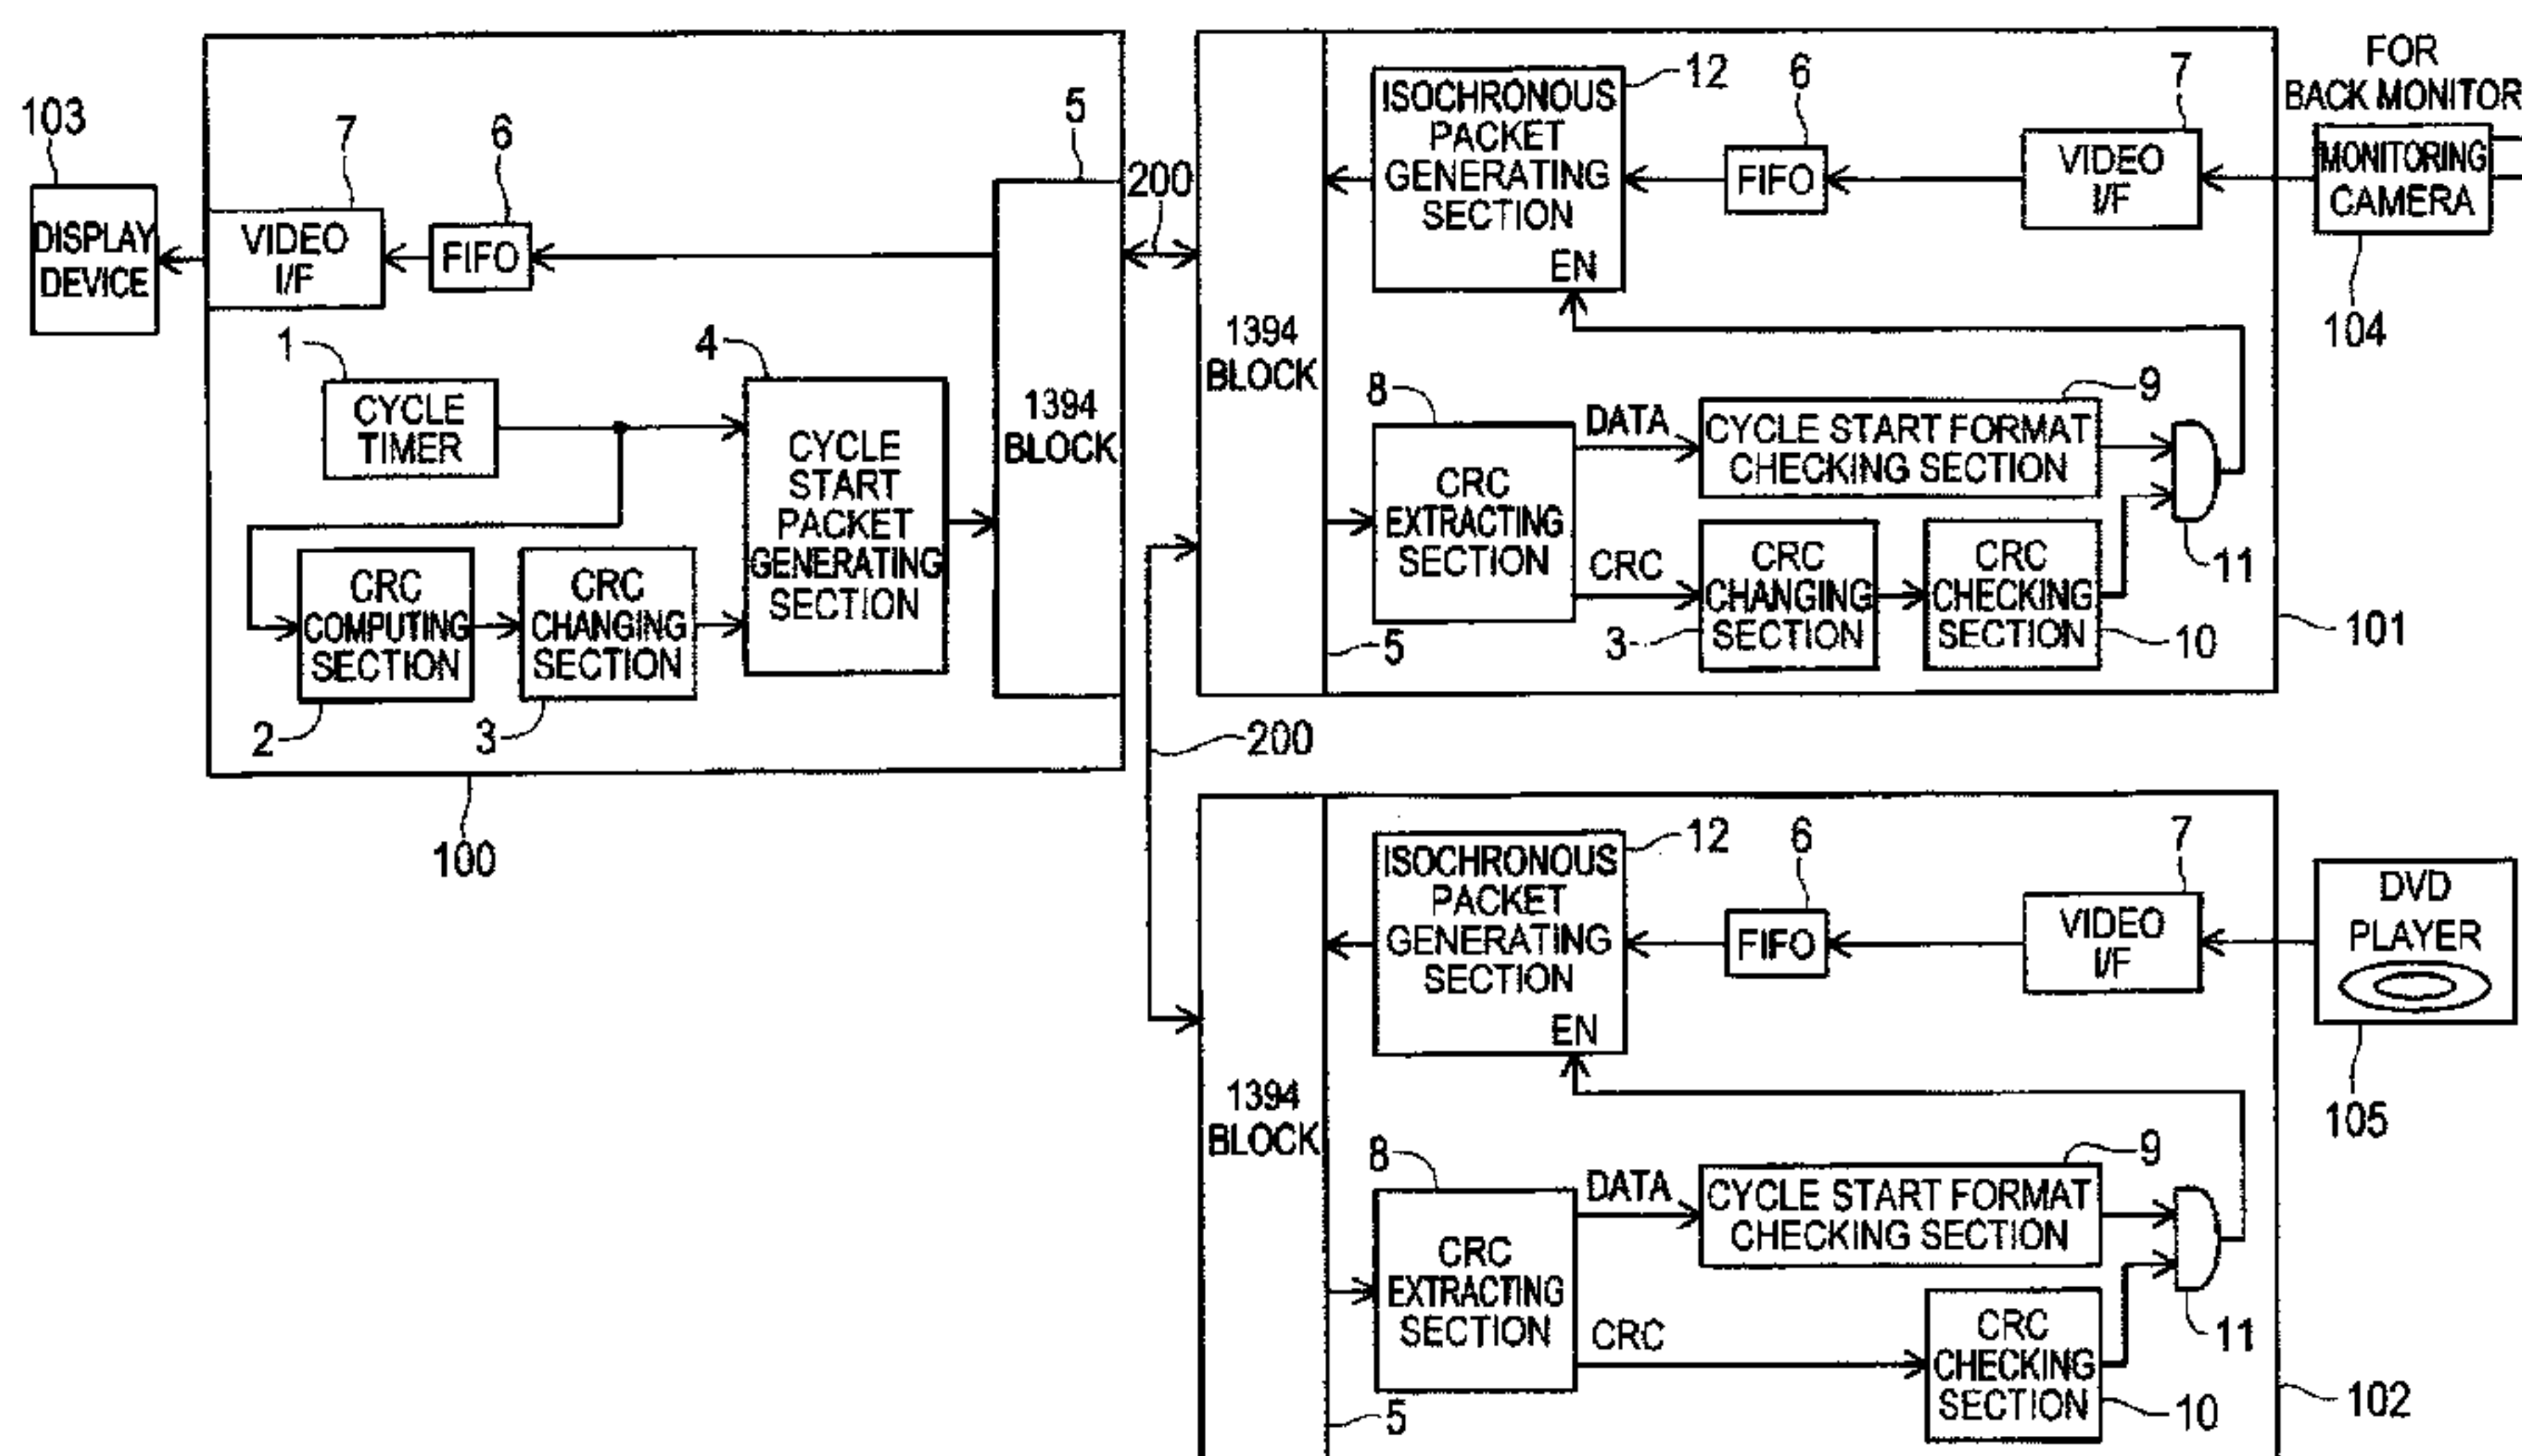 103
DISPLAY
DEVICE
7
VIDEO
I/F
6
FIFO
5
1394
BLOCK
1
CYCLE
TIMER
4
CYCLE
START
PACKET
GENERATING
SECTION
CRC
COMPUTING
SECTION
2
CRC
CHANGING
SECTION
3
100
200
200
1394
BLOCK
5
ISOCHRONOUS
PACKET
GENERATING
SECTION
EN
12
6
FIFO
7
VIDEO
I/F
FOR
BACK MONITOR
MONITORING
CAMERA
104
8
CRC
EXTRACTING
SECTION
DATA
CRC
9
CYCLE START FORMAT
CHECKING SECTION
CRC
CHANGING
SECTION
3
CRC
CHECKING
SECTION
10
11
101
1394
BLOCK
5
ISOCHRONOUS
PACKET
GENERATING
SECTION
EN
12
6
FIFO
7
VIDEO
I/F
DVD
PLAYER
105
8
CRC
EXTRACTING
SECTION
DATA
CRC
9
CYCLE START FORMAT
CHECKING SECTION
CRC
CHECKING
SECTION
10
11
102